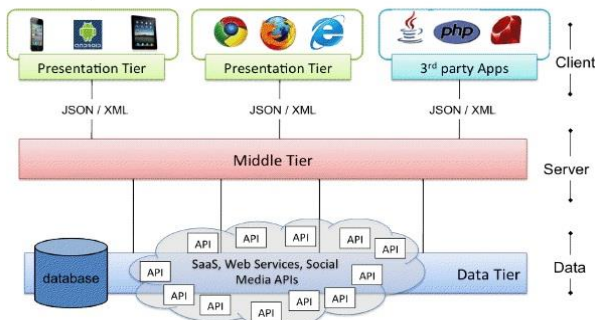 ANDROID
php
Presentation Tier
Presentation Tier
3rd party Apps
Client
JSON / XML
JSON / XML
JSON / XML
Middle Tier
Server
API
API
API
API
API
SaaS, Web Services, Social
Media APIs
API
API
database
Data Tier
Data
API
API
API
API
API